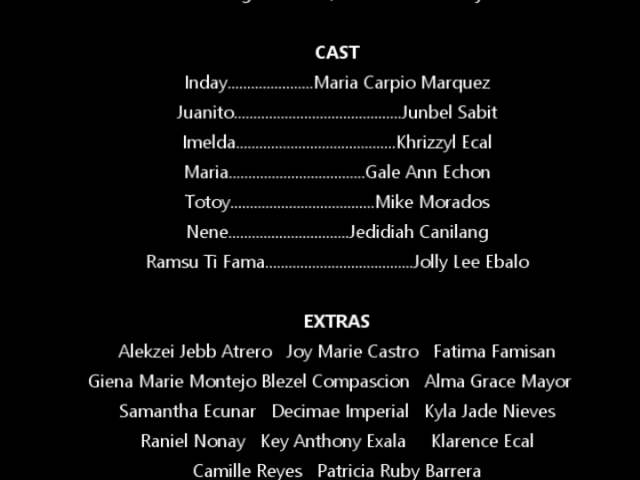 CAST
Inday......................Maria Carpio Marquez
Juanito...........................................Junbel Sabit
Imelda.........................................Khrizzyl Ecal
Maria...................................Gale Ann Echon
Totoy.....................................Mike Morados
Nene...............................Jedidiah Canilang
Ramsu Ti Fama......................................Jolly Lee Ebalo
EXTRAS
Alekzei Jebb Atrero Joy Marie Castro Fatima Famisan
Giena Marie Montejo Blezel Compascion Alma Grace Mayor
Samantha Ecunar Decimae Imperial Kyla Jade Nieves
Raniel Nonay Key Anthony Exala Klarence Ecal
Camille Reyes Patricia Ruby Barrera